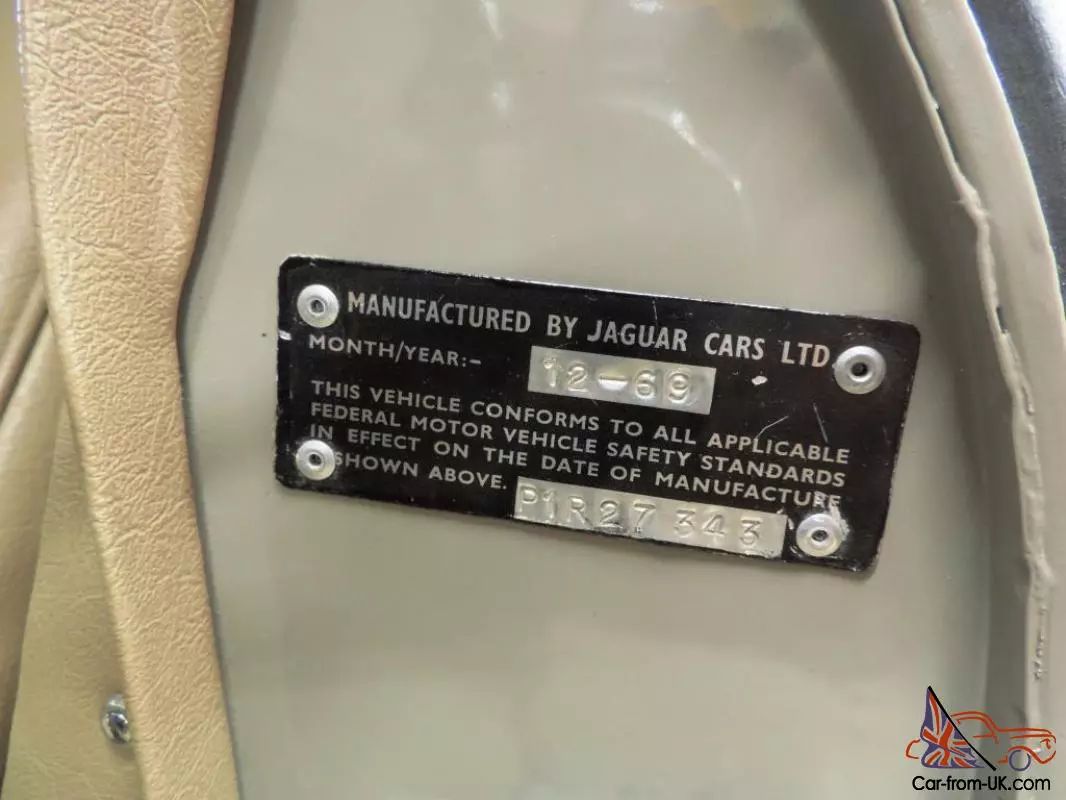 MANUFACTURED BY JAGUAR CARS LTD.
MONTH/YEAR:- 12-69
THIS VEHICLE CONFORMS TO ALL APPLICABLE
FEDERAL MOTOR VEHICLE SAFETY STANDARDS
IN EFFECT ON THE DATE OF MANUFACTURE
SHOWN ABOVE. P1R27343
Car-from-UK.com